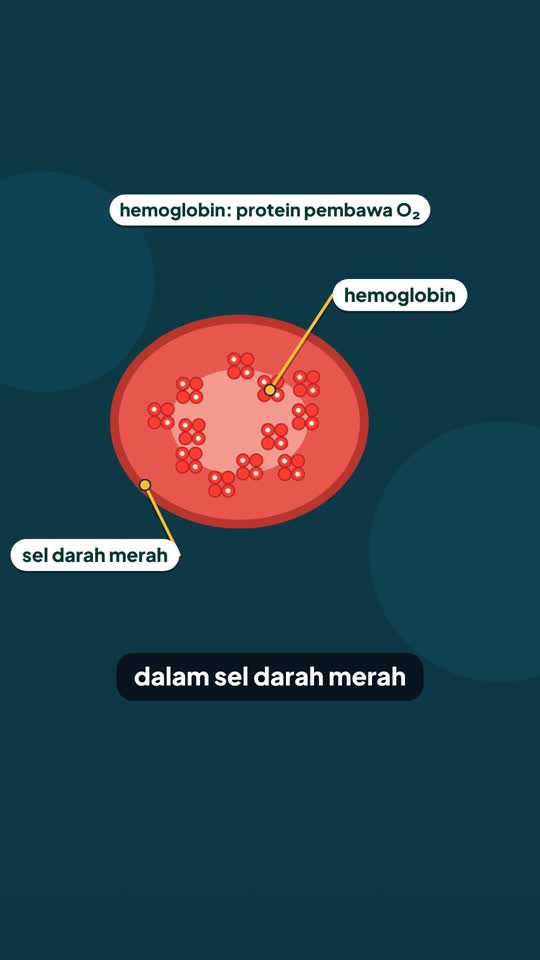 hemoglobin: protein pembawa O₂
hemoglobin
sel darah merah
dalam sel darah merah